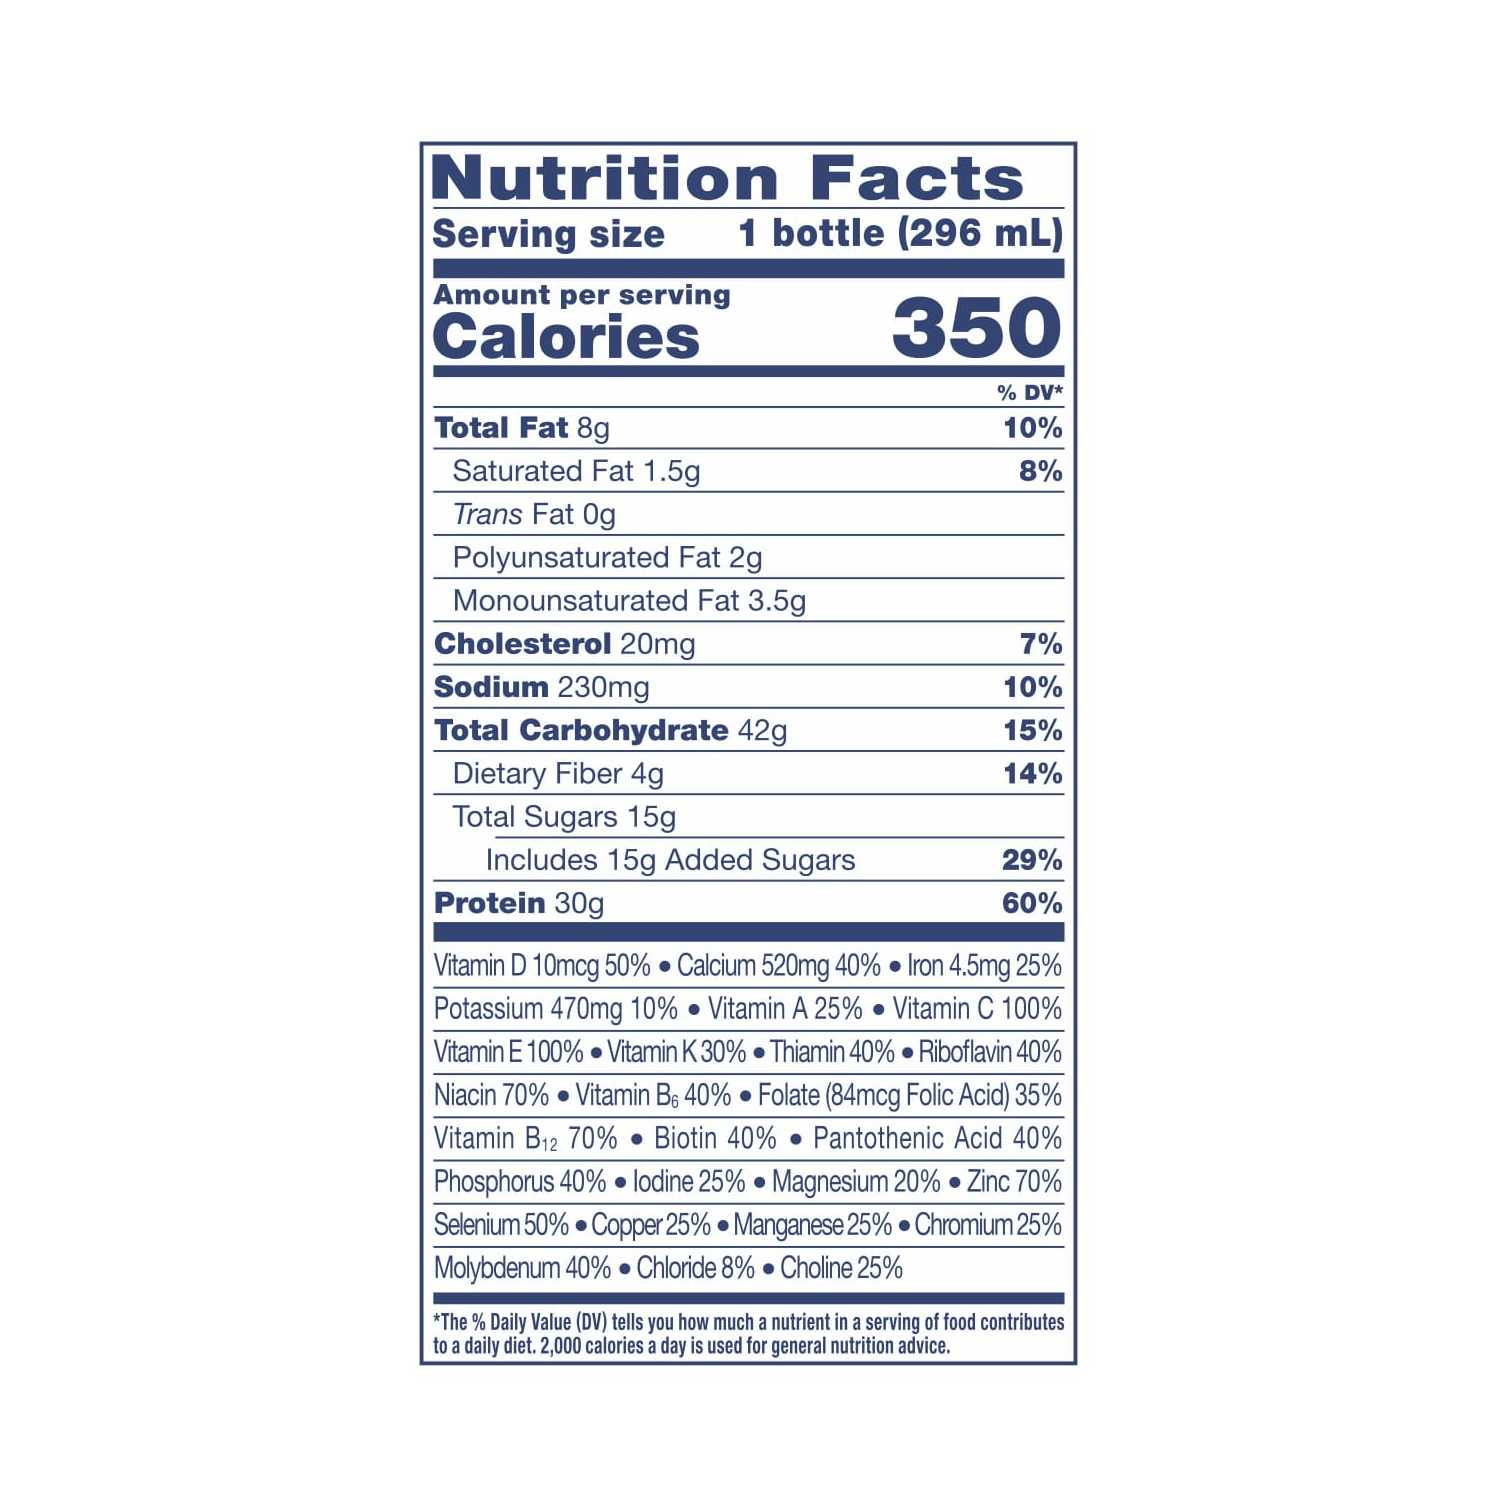 Nutrition Facts
Serving size 1 bottle (296 mL)
Amount per serving
Calories 350
% DV*
Total Fat 8g 10%
Saturated Fat 1.5g 8%
Trans Fat 0g
Polyunsaturated Fat 2g
Monounsaturated Fat 3.5g
Cholesterol 20mg 7%
Sodium 230mg 10%
Total Carbohydrate 42g 15%
Dietary Fiber 4g 14%
Total Sugars 15g
Includes 15g Added Sugars 29%
Protein 30g 60%
Vitamin D 10mcg 50% • Calcium 520mg 40% • Iron 4.5mg 25%
Potassium 470mg 10% • Vitamin A 25% • Vitamin C 100%
Vitamin E 100% • Vitamin K 30% • Thiamin 40% • Riboflavin 40%
Niacin 70% • Vitamin B6 40% • Folate (84mcg Folic Acid) 35%
Vitamin B12 70% • Biotin 40% • Pantothenic Acid 40%
Phosphorus 40% • Iodine 25% • Magnesium 20% • Zinc 70%
Selenium 50% • Copper 25% • Manganese 25% • Chromium 25%
Molybdenum 40% • Chloride 8% • Choline 25%
*The % Daily Value (DV) tells you how much a nutrient in a serving of food contributes
to a daily diet. 2,000 calories a day is used for general nutrition advice.